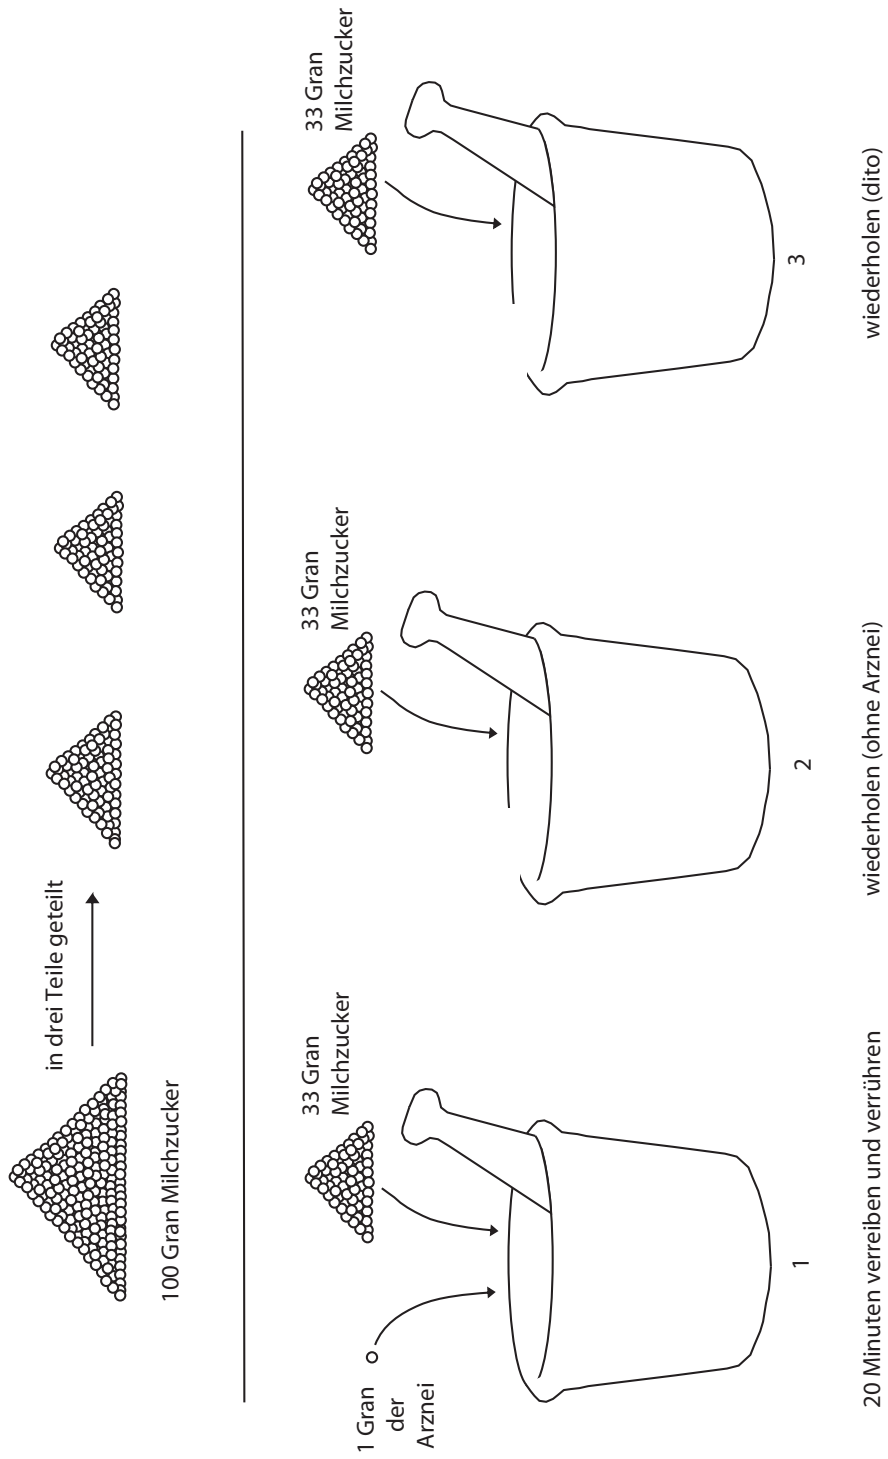 100 Gran Milchzucker
in drei Teile geteilt
1 Gran
der
Arznei
33 Gran
Milchzucker
33 Gran
Milchzucker
33 Gran
Milchzucker
1
2
3
20 Minuten verreiben und verrühren
wiederholen (ohne Arznei)
wiederholen (dito)